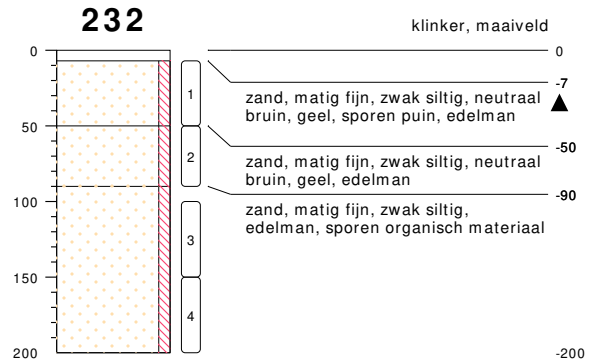 232
klinker, maaiveld
0
0
-7
zand, matig fijn, zwak siltig, neutraal
bruin, geel, sporen puin, edelman
1
50
-50
zand, matig fijn, zwak siltig, neutraal
bruin, geel, edelman
2
-90
100
zand, matig fijn, zwak siltig,
edelman, sporen organisch materiaal
3
150
4
200
-200